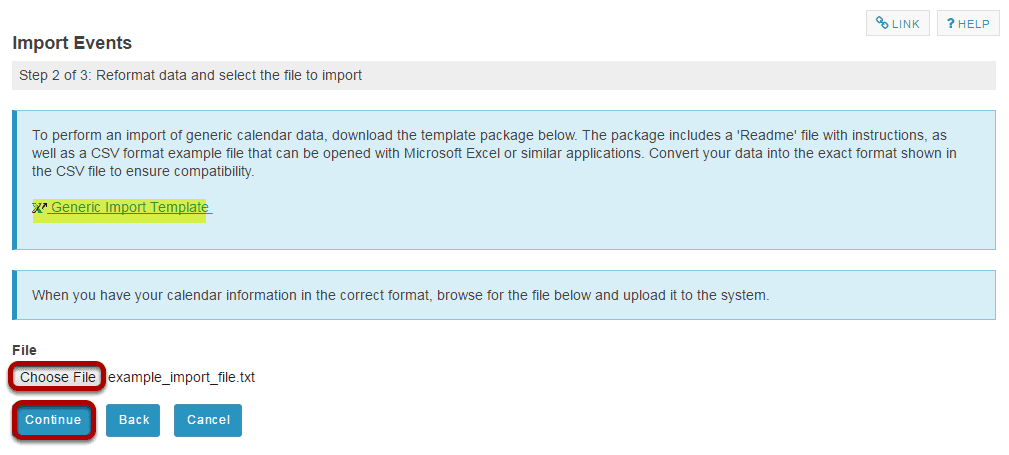 LINK
? HELP
Import Events
Step 2 of 3: Reformat data and select the file to import
To perform an import of generic calendar data, download the template package below. The package includes a 'Readme' file with instructions, as
well as a CSV format example file that can be opened with Microsoft Excel or similar applications. Convert your data into the exact format shown in
the CSV file to ensure compatibility.
Generic Import Template
When you have your calendar information in the correct format, browse for the file below and upload it to the system.
File
Choose File example_import_file.txt
Continue Back Cancel